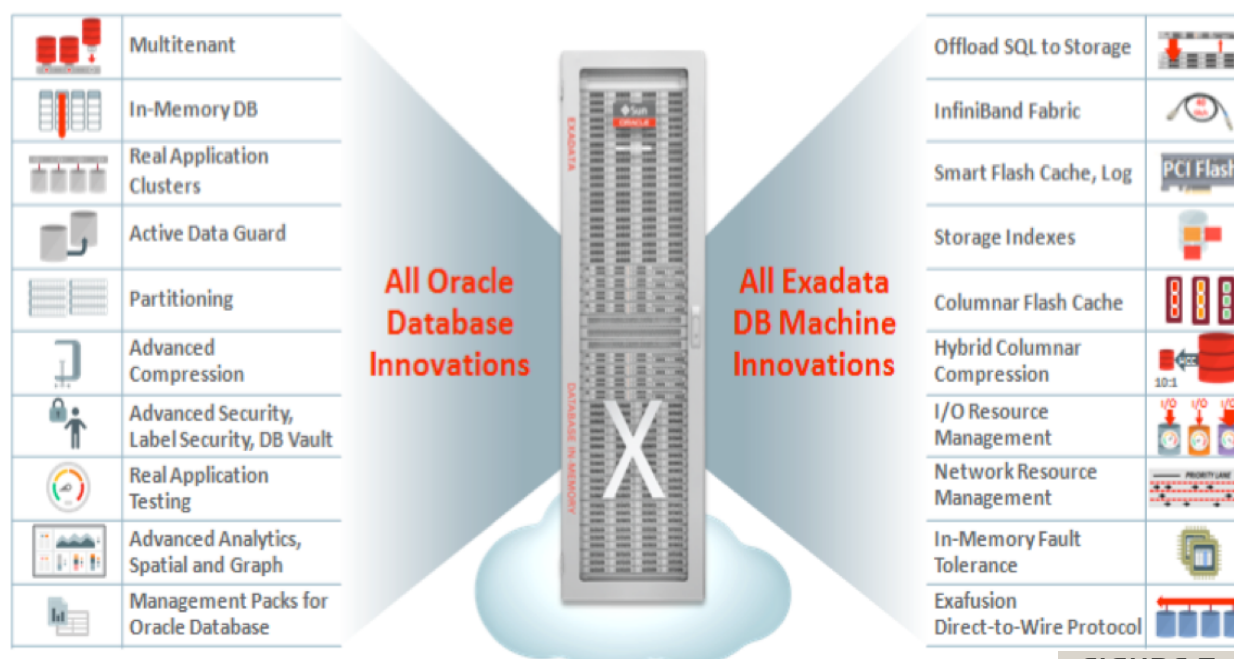 Multitenant
In-Memory DB
Real Application
Clusters
Active Data Guard
Partitioning
Advanced
Compression
Advanced Security,
Label Security, DB Vault
Real Application
Testing
Advanced Analytics,
Spatial and Graph
Management Packs for
Oracle Database
All Oracle
Database
Innovations
Sun
ORACLE
EXADATA
DATABASE IN-MEMORY
X
All Exadata
DB Machine
Innovations
Offload SQL to Storage
InfiniBand Fabric
Smart Flash Cache, Log
PCI Flash
Storage Indexes
Columnar Flash Cache
Hybrid Columnar
Compression
10:1
I/O Resource
Management
I/O I/O I/O
Network Resource
Management
PRIORITY LANE
In-Memory Fault
Tolerance
Exafusion
Direct-to-Wire Protocol